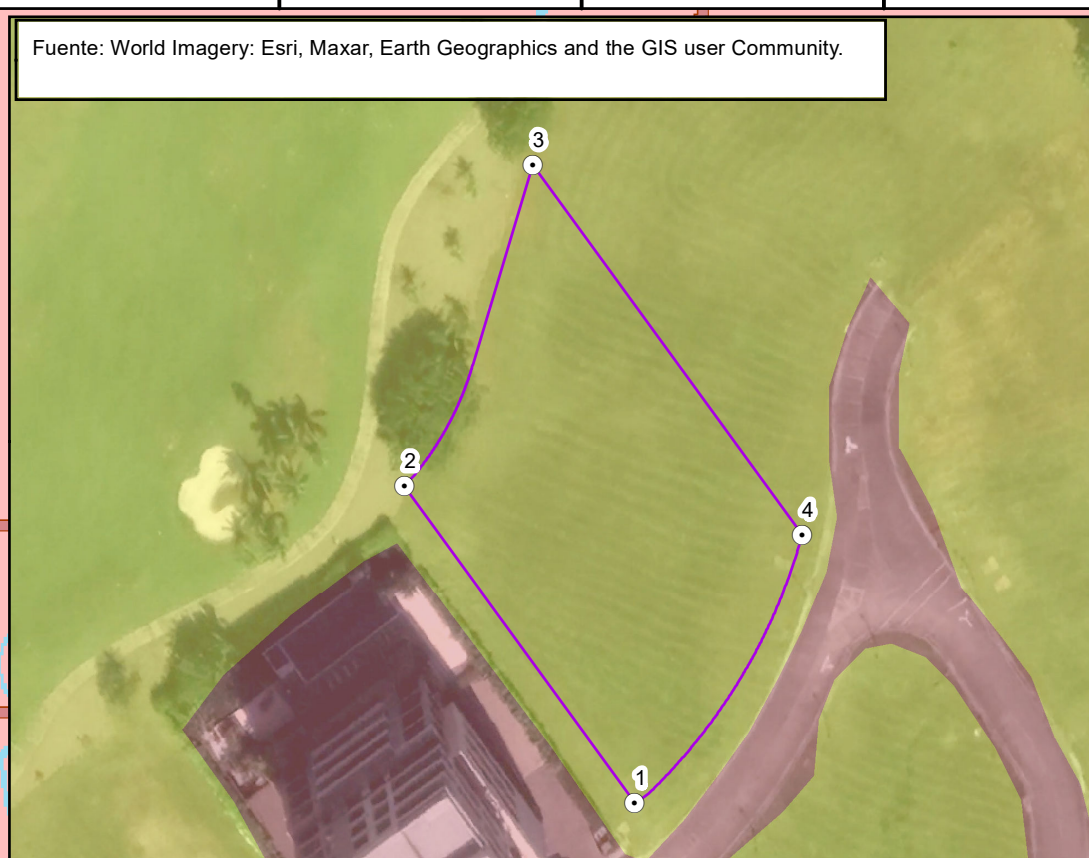 Fuente: World Imagery: Esri, Maxar, Earth Geographics and the GIS user Community.
3
2
4
1